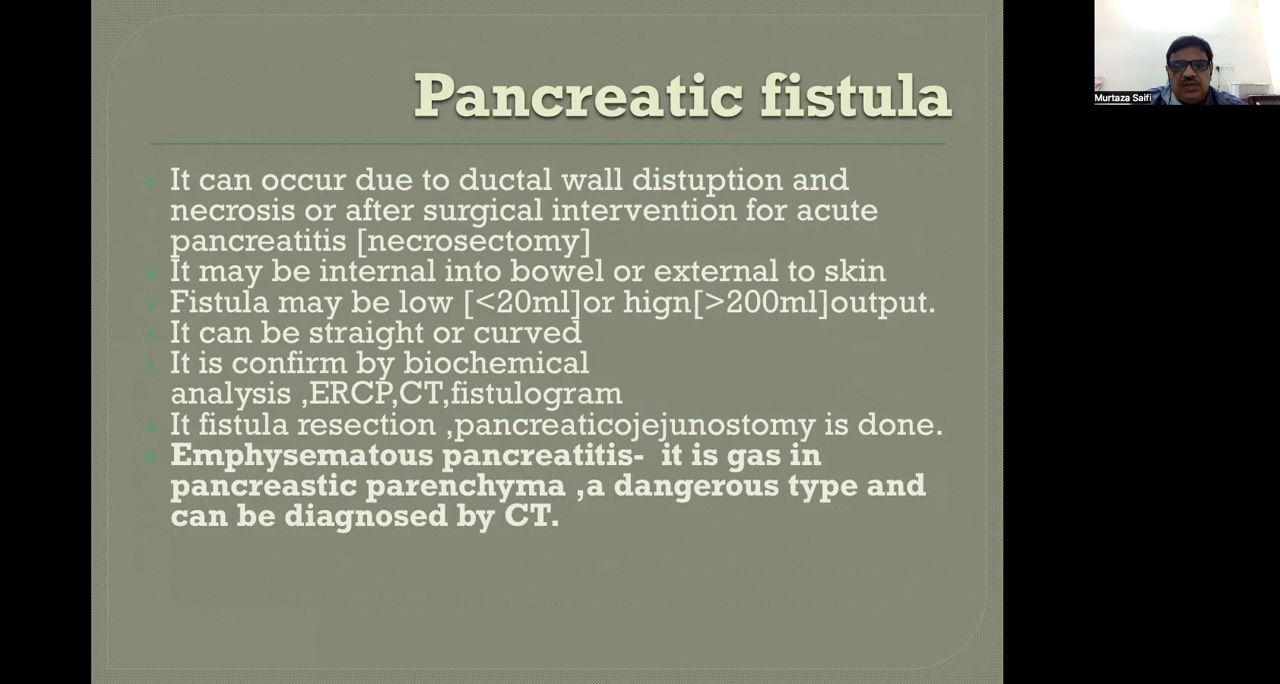 Pancreatic fistula
It can occur due to ductal wall distuption and
necrosis or after surgical intervention for acute
pancreatitis [necrosectomy]
It may be internal into bowel or external to skin
Fistula may be low [<20ml]or hign[>200ml]output.
It can be straight or curved
It is confirm by biochemical
analysis ,ERCP,CT,fistulogram
It fistula resection ,pancreaticojejunostomy is done.
Emphysematous pancreatitis- it is gas in
pancreastic parenchyma ,a dangerous type and
can be diagnosed by CT.
Murtaza Saifi